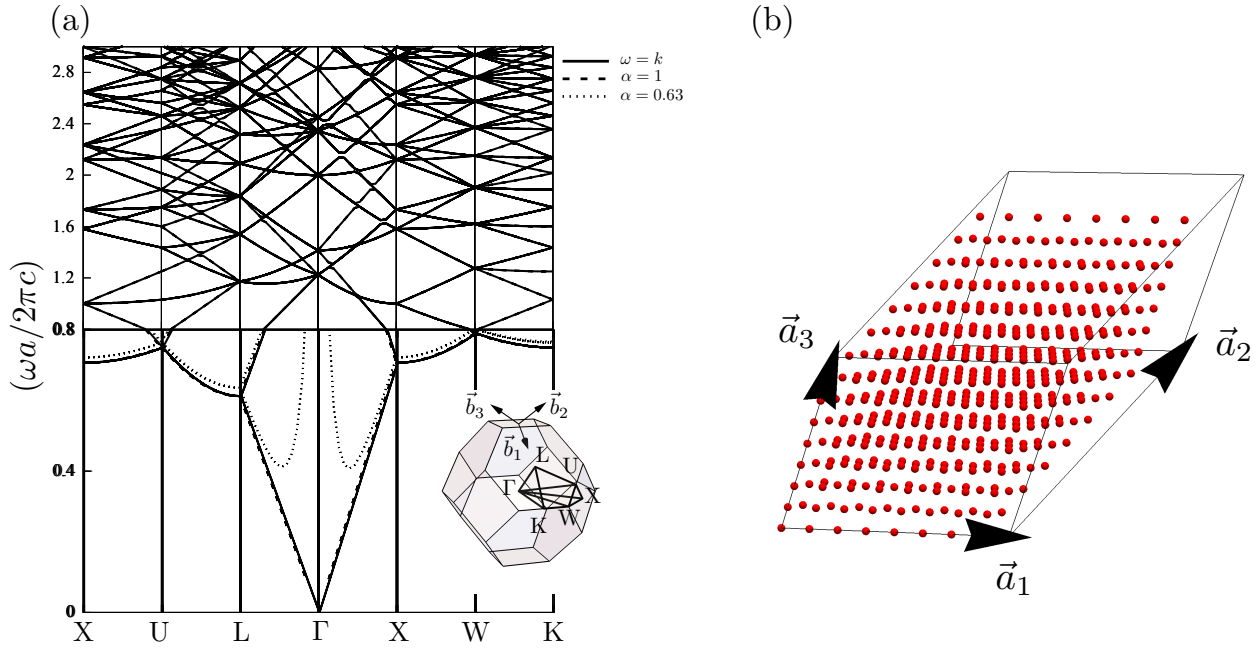 (a)
(b)
(ωa/2πc)
2.8
2.4
2
1.6
1.2
0.8
0.4
0
X U L Γ X W K
ω = k
α = 1
α = 0.63
b⃗3 b⃗2
b⃗1
L
U
Γ
X
K W
a⃗3
a⃗2
a⃗1